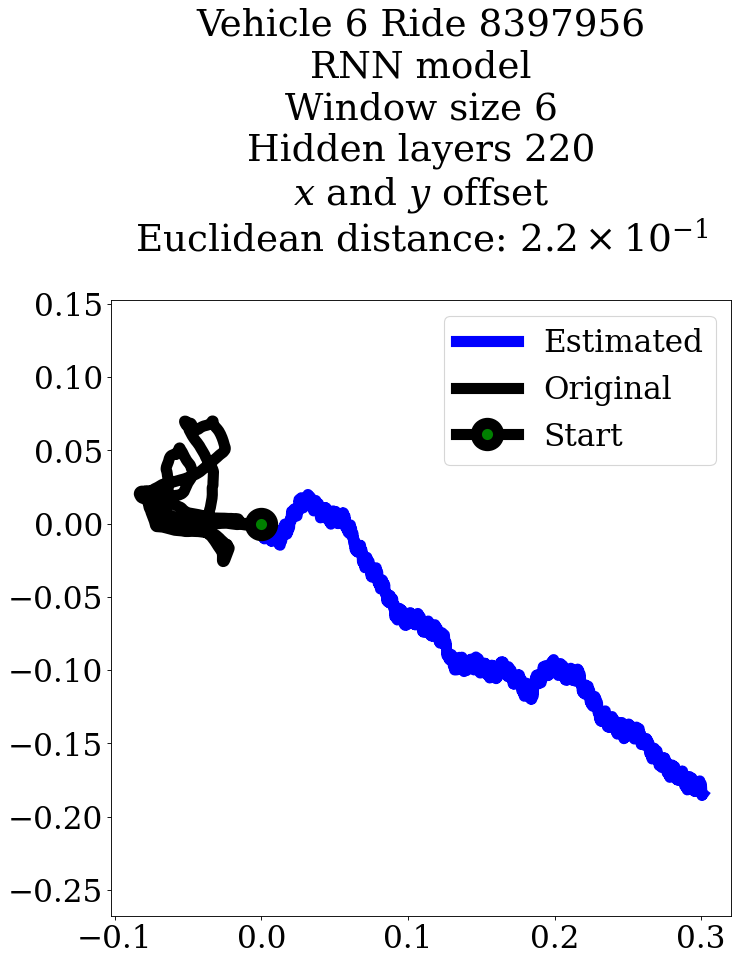 Vehicle 6 Ride 8397956
RNN model
Window size 6
Hidden layers 220
x and y offset
Euclidean distance: 2.2 × 10⁻¹
Estimated
Original
Start
0.15
0.10
0.05
0.00
−0.05
−0.10
−0.15
−0.20
−0.25
−0.1 0.0 0.1 0.2 0.3